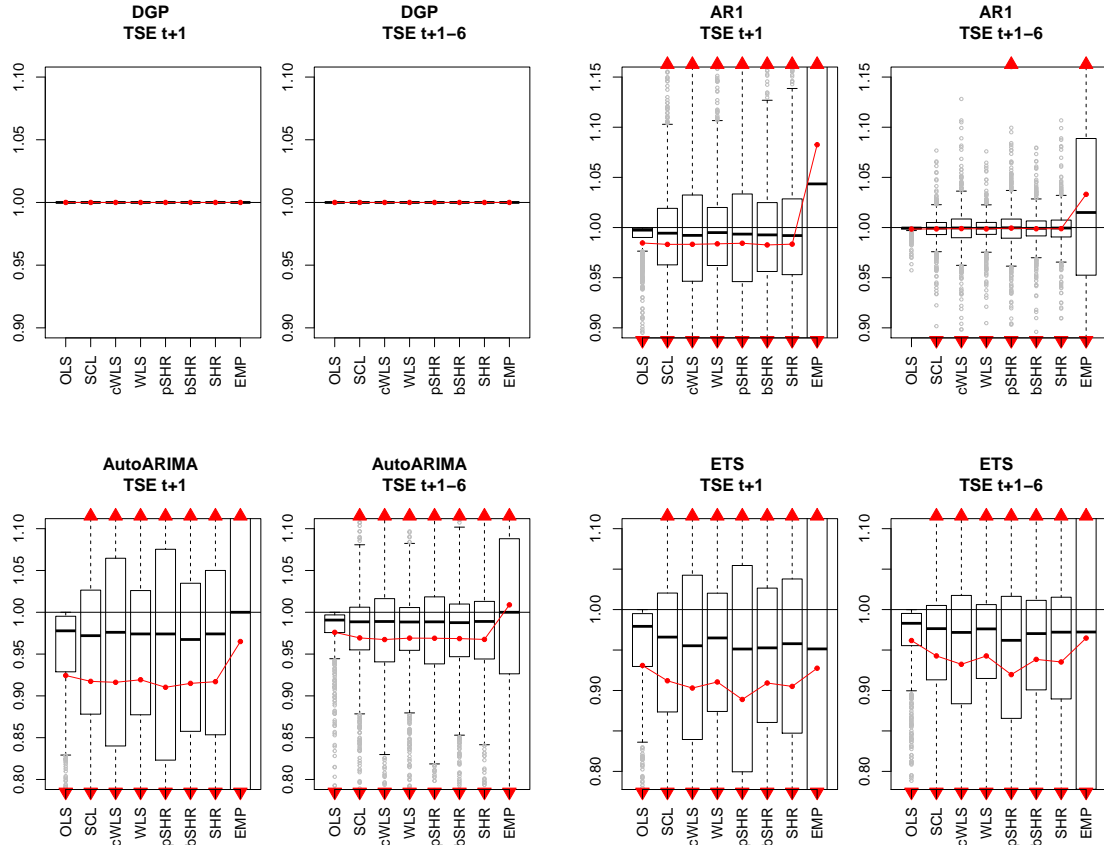 DGP
TSE t+1
0.90
0.95
1.00
1.05
1.10
OLS
SCL
cWLS
WLS
pSHR
bSHR
SHR
EMP
DGP
TSE t+1−6
0.90
0.95
1.00
1.05
1.10
OLS
SCL
cWLS
WLS
pSHR
bSHR
SHR
EMP
AR1
TSE t+1
0.90
0.95
1.00
1.05
1.10
1.15
OLS
SCL
cWLS
WLS
pSHR
bSHR
SHR
EMP
AR1
TSE t+1−6
0.90
0.95
1.00
1.05
1.10
1.15
OLS
SCL
cWLS
WLS
pSHR
bSHR
SHR
EMP
AutoARIMA
TSE t+1
0.80
0.85
0.90
0.95
1.00
1.05
1.10
OLS
SCL
cWLS
WLS
pSHR
bSHR
SHR
EMP
AutoARIMA
TSE t+1−6
0.80
0.85
0.90
0.95
1.00
1.05
1.10
OLS
SCL
cWLS
WLS
pSHR
bSHR
SHR
EMP
ETS
TSE t+1
0.80
0.90
1.00
1.10
OLS
SCL
cWLS
WLS
pSHR
bSHR
SHR
EMP
ETS
TSE t+1−6
0.80
0.90
1.00
1.10
OLS
SCL
cWLS
WLS
pSHR
bSHR
SHR
EMP